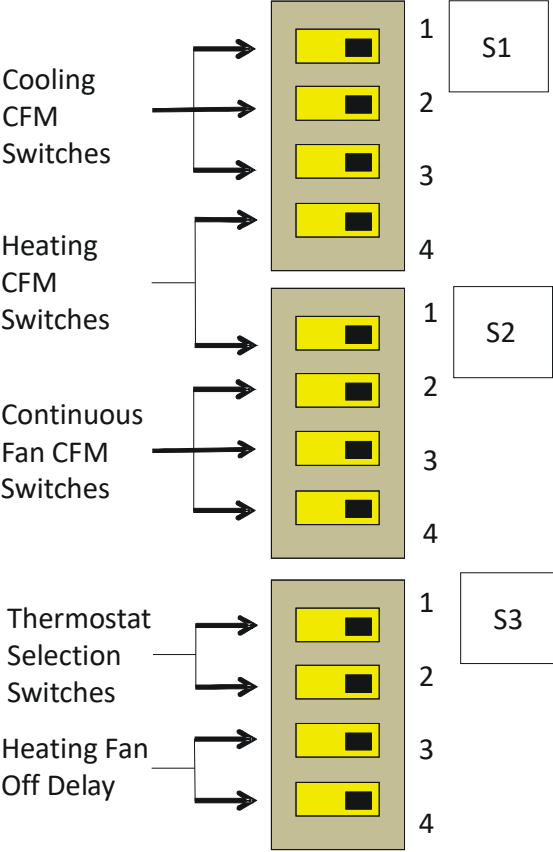 1
S1
Cooling
CFM
Switches
2
3
Heating
CFM
Switches
4
1
S2
2
Continuous
Fan CFM
Switches
3
4
1
S3
Thermostat
Selection
Switches
2
Heating Fan
Off Delay
3
4